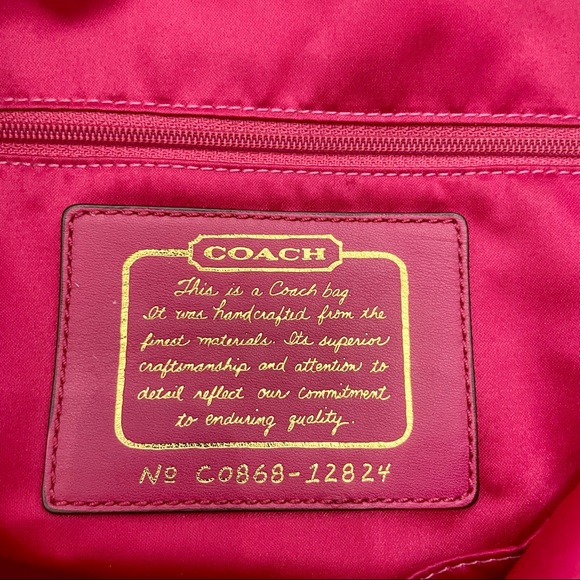 COACH
This is a Coach bag
It was handcrafted from the
finest materials. Its superior
craftsmanship and attention to
detail reflect our commitment
to enduring quality.
Nº C0868-12824